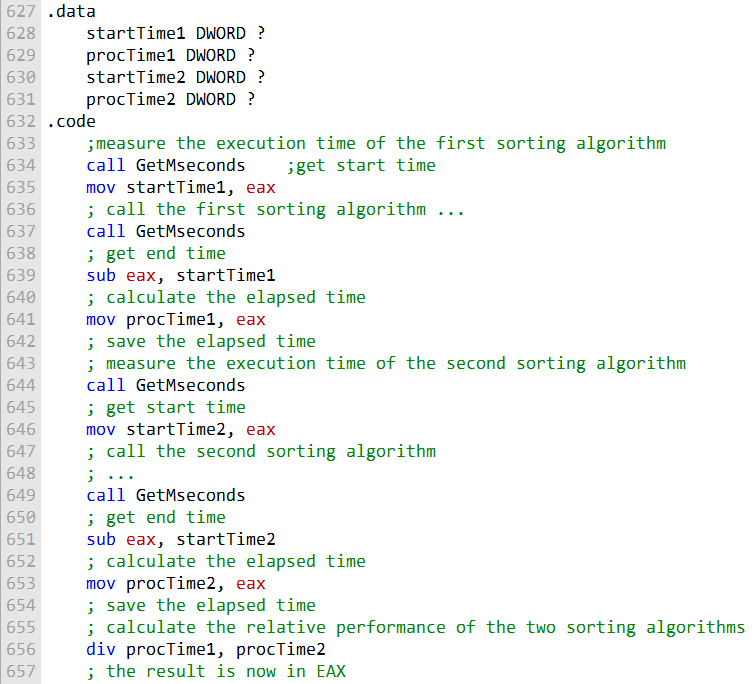 627 .data
628 startTime1 DWORD ?
629 procTime1 DWORD ?
630 startTime2 DWORD ?
631 procTime2 DWORD ?
632 .code
633 ;measure the execution time of the first sorting algorithm
634 call GetMseconds ;get start time
635 mov startTime1, eax
636 ; call the first sorting algorithm ...
637 call GetMseconds
638 ; get end time
639 sub eax, startTime1
640 ; calculate the elapsed time
641 mov procTime1, eax
642 ; save the elapsed time
643 ; measure the execution time of the second sorting algorithm
644 call GetMseconds
645 ; get start time
646 mov startTime2, eax
647 ; call the second sorting algorithm
648 ; ...
649 call GetMseconds
650 ; get end time
651 sub eax, startTime2
652 ; calculate the elapsed time
653 mov procTime2, eax
654 ; save the elapsed time
655 ; calculate the relative performance of the two sorting algorithms
656 div procTime1, procTime2
657 ; the result is now in EAX